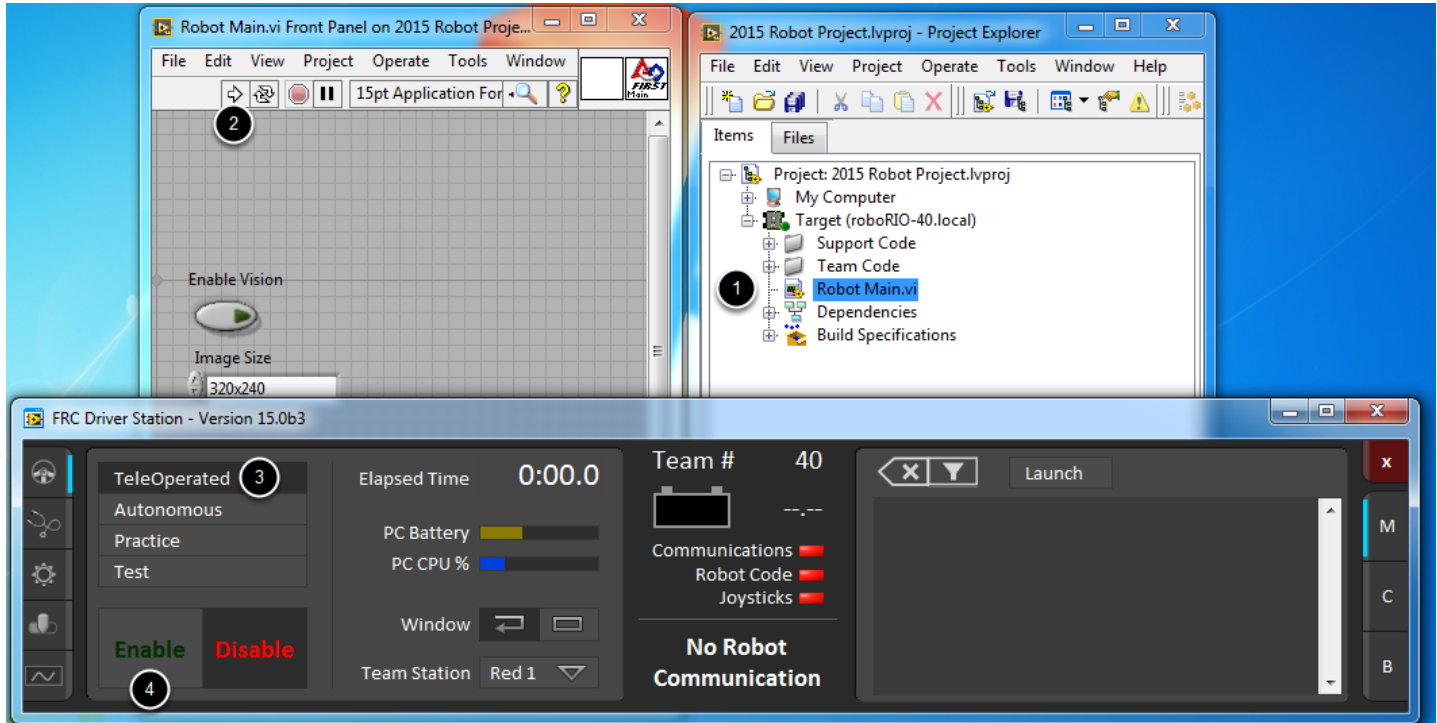 Robot Main.vi Front Panel on 2015 Robot Proje...
File Edit View Project Operate Tools Window
15pt Application For
FIRST
Main
2
Enable Vision
Image Size
320x240
2015 Robot Project.lvproj - Project Explorer
File Edit View Project Operate Tools Window Help
Items Files
Project: 2015 Robot Project.lvproj
My Computer
Target (roboRIO-40.local)
Support Code
Team Code
1 Robot Main.vi
Dependencies
Build Specifications
FRC Driver Station - Version 15.0b3
TeleOperated 3
Autonomous
Practice
Test
Enable Disable
4
Elapsed Time 0:00.0
PC Battery
PC CPU %
Window
Team Station Red 1
Team # 40
--.--
Communications
Robot Code
Joysticks
No Robot
Communication
Launch
x
M
C
B